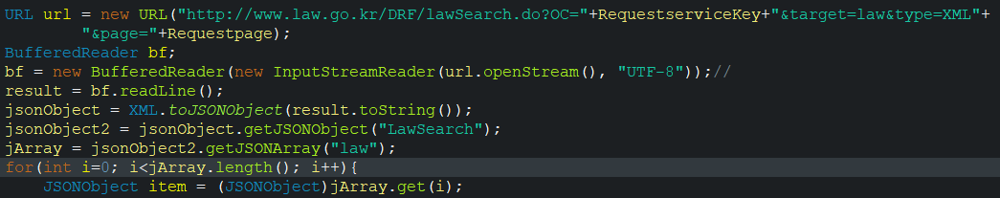 URL url = new URL("http://www.law.go.kr/DRF/lawSearch.do?OC="+RequestserviceKey+"&target=law&type=XML"+
"&page="+Requestpage);
BufferedReader bf;
bf = new BufferedReader(new InputStreamReader(url.openStream(), "UTF-8"));//
result = bf.readLine();
jsonObject = XML.toJSONObject(result.toString());
jsonObject2 = jsonObject.getJSONObject("LawSearch");
jArray = jsonObject2.getJSONArray("law");
for(int i=0; i<jArray.length(); i++){
JSONObject item = (JSONObject)jArray.get(i);